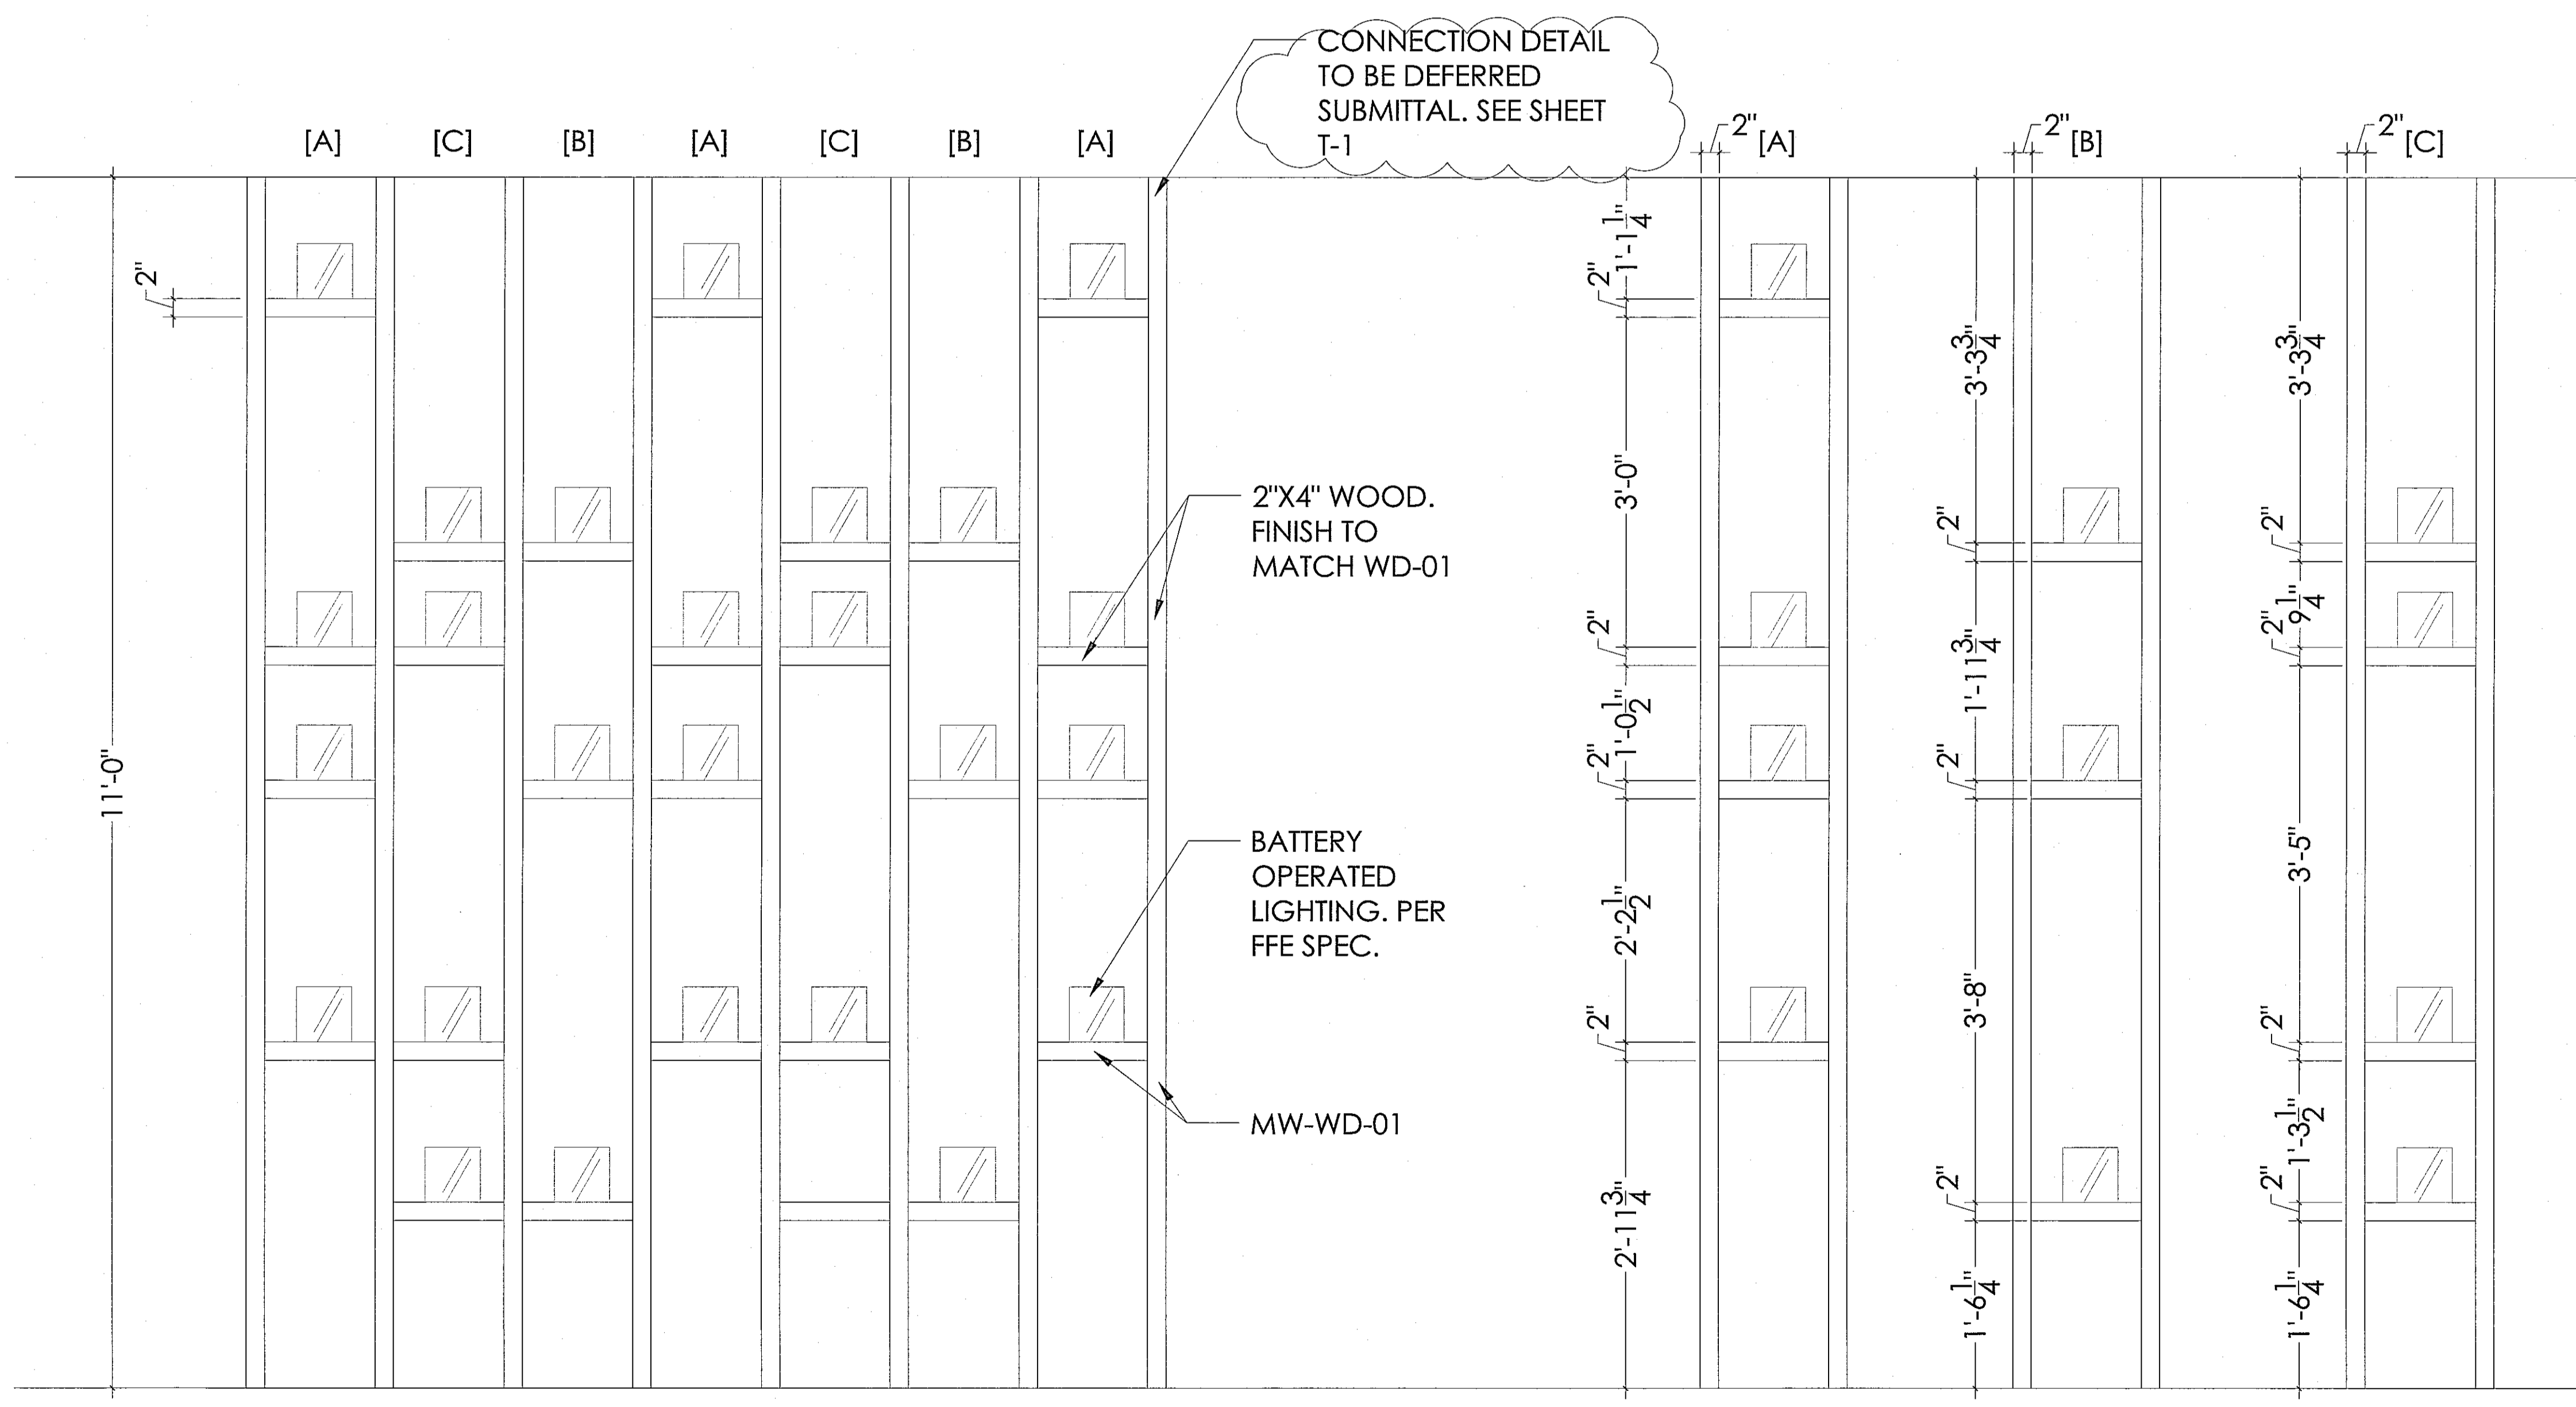 CONNECTION DETAIL
TO BE DEFERRED
SUBMITTAL. SEE SHEET
T-1
[A] [C] [B] [A] [C] [B] [A]
2"
11'-0"
2"X4" WOOD.
FINISH TO
MATCH WD-01
BATTERY
OPERATED
LIGHTING. PER
FFE SPEC.
MW-WD-01
2" [A]
1'-1 1/4"
2"
3'-0"
2"
1'-0 1/2"
2"
2'-2 1/2"
2"
2'-11 3/4"
2" [B]
3'-3 3/4"
2"
1'-11 3/4"
2"
3'-8"
2"
1'-6 1/4"
2" [C]
3'-3 3/4"
2"
9 1/4"
2"
3'-5"
2"
1'-3 1/2"
2"
1'-6 1/4"